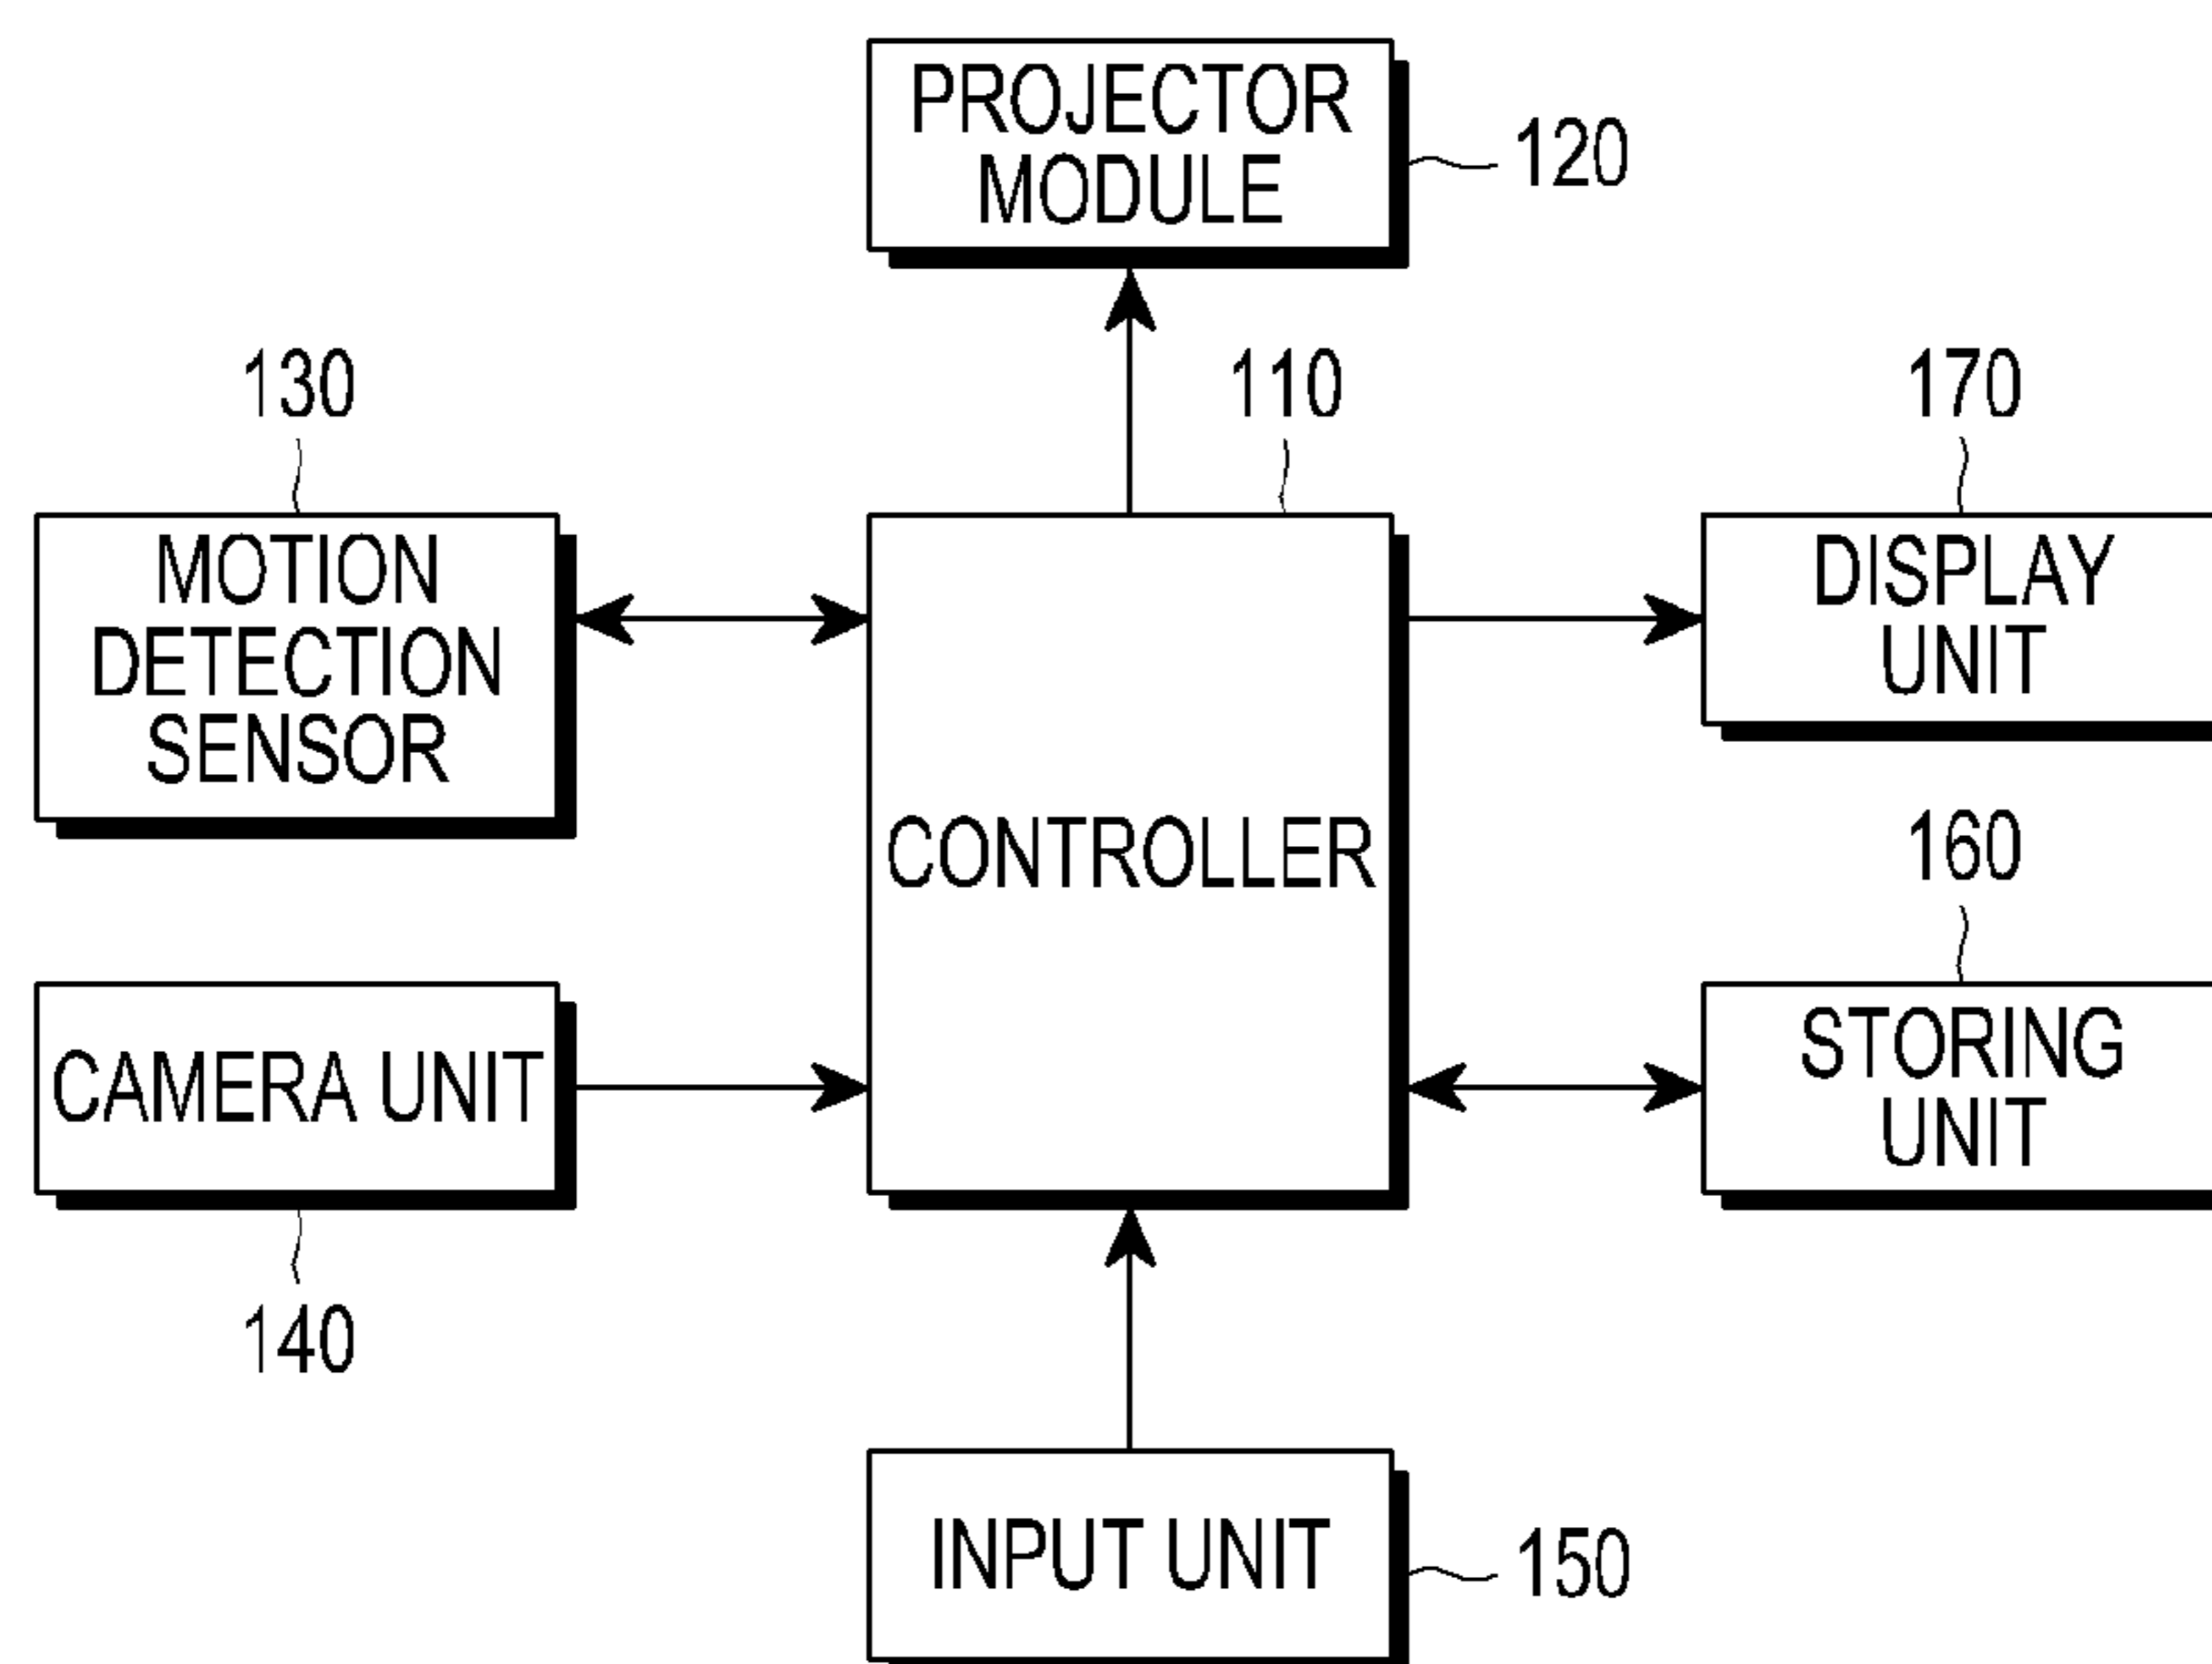 PROJECTOR
MODULE
120
130
110
170
MOTION
DETECTION
SENSOR
DISPLAY
UNIT
CONTROLLER
160
CAMERA UNIT
STORING
UNIT
140
INPUT UNIT
150